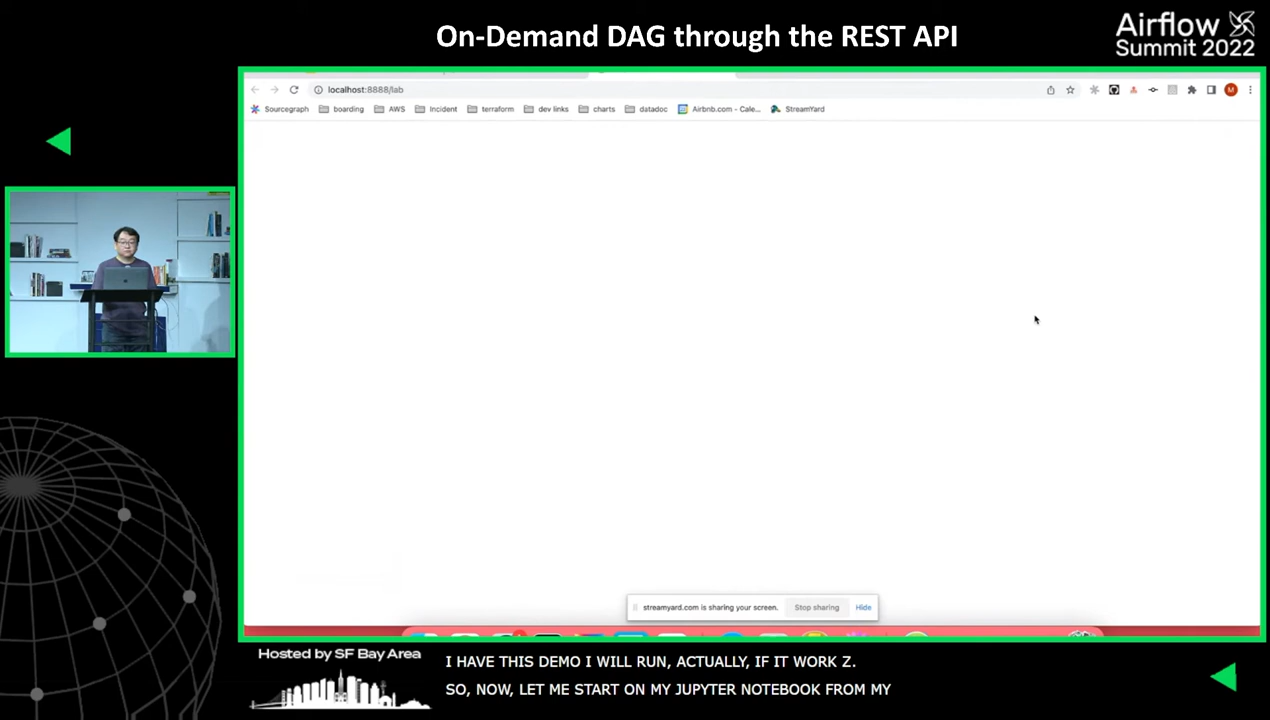 On-Demand DAG through the REST API
Airflow
Summit 2022
localhost:8888/lab
Sourcegraph boarding AWS Incident terraform dev links charts datadoc Airbnb.com - Cale... StreamYard
M
streamyard.com is sharing your screen. Stop sharing Hide
Hosted by SF Bay Area
I HAVE THIS DEMO I WILL RUN, ACTUALLY, IF IT WORK Z.
SO, NOW, LET ME START ON MY JUPYTER NOTEBOOK FROM MY